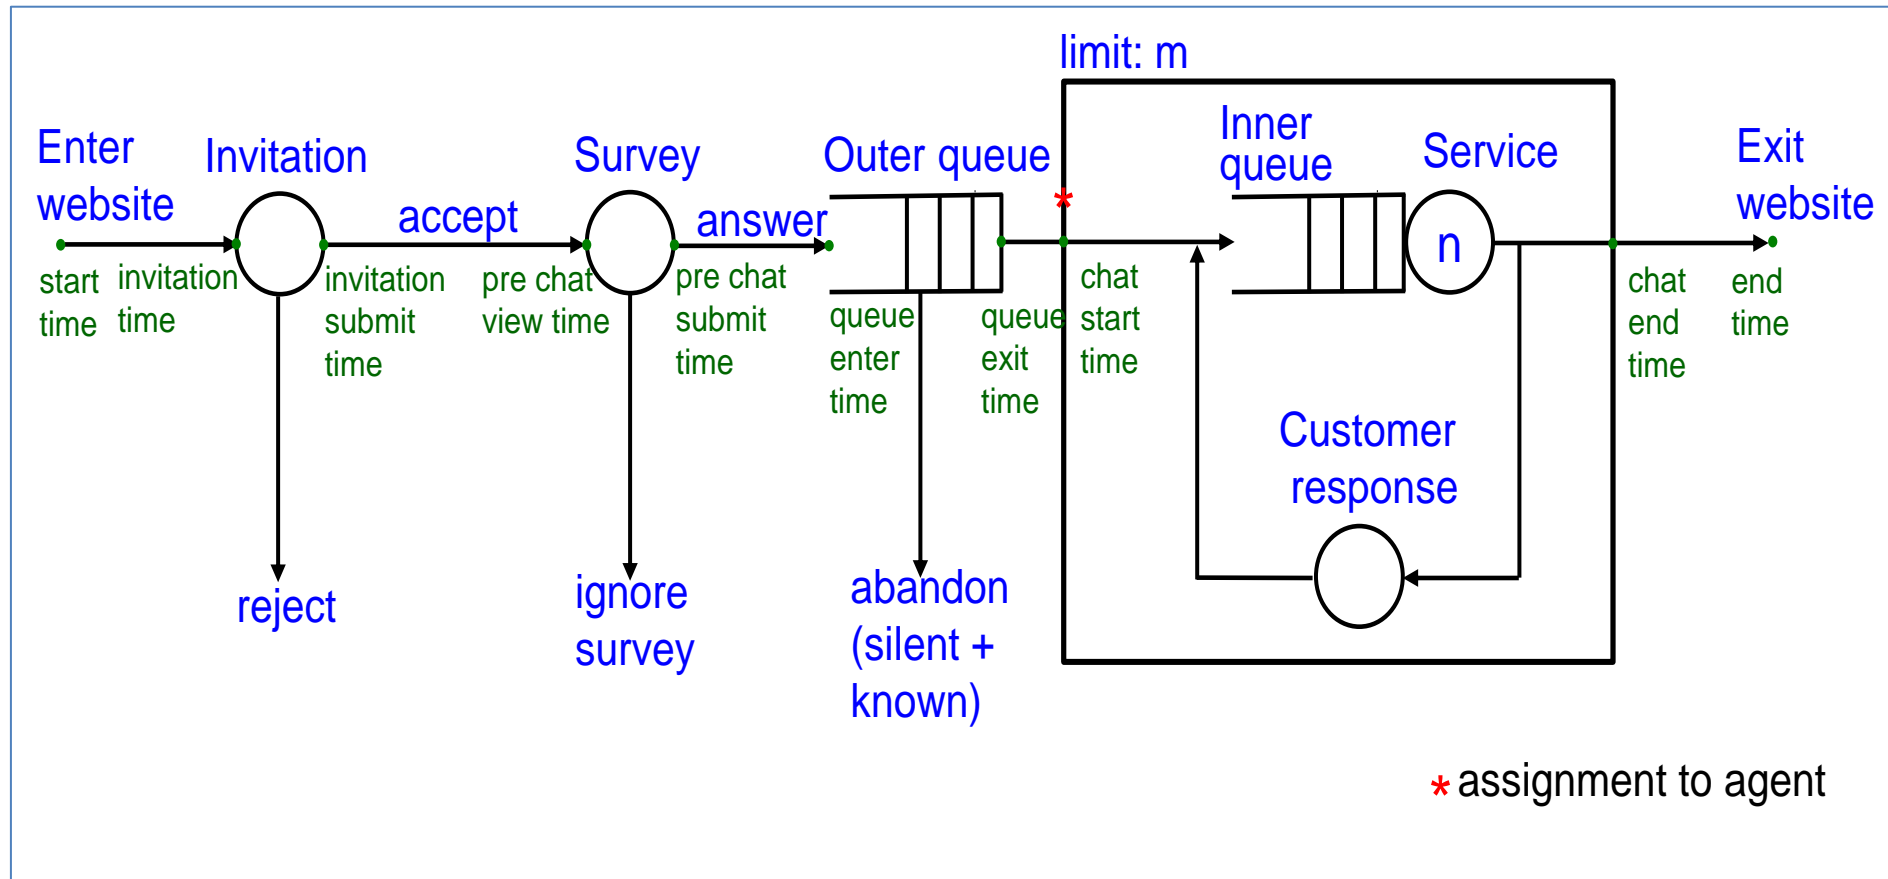 limit: m
Enter
website
Invitation
accept
Survey
answer
Outer queue
Inner
queue
Service
n
Exit
website
start
time
invitation
time
invitation
submit
time
pre chat
view time
pre chat
submit
time
queue
enter
time
queue
exit
time
*
chat
start
time
chat
end
time
end
time
Customer
response
reject
ignore
survey
abandon
(silent +
known)
* assignment to agent